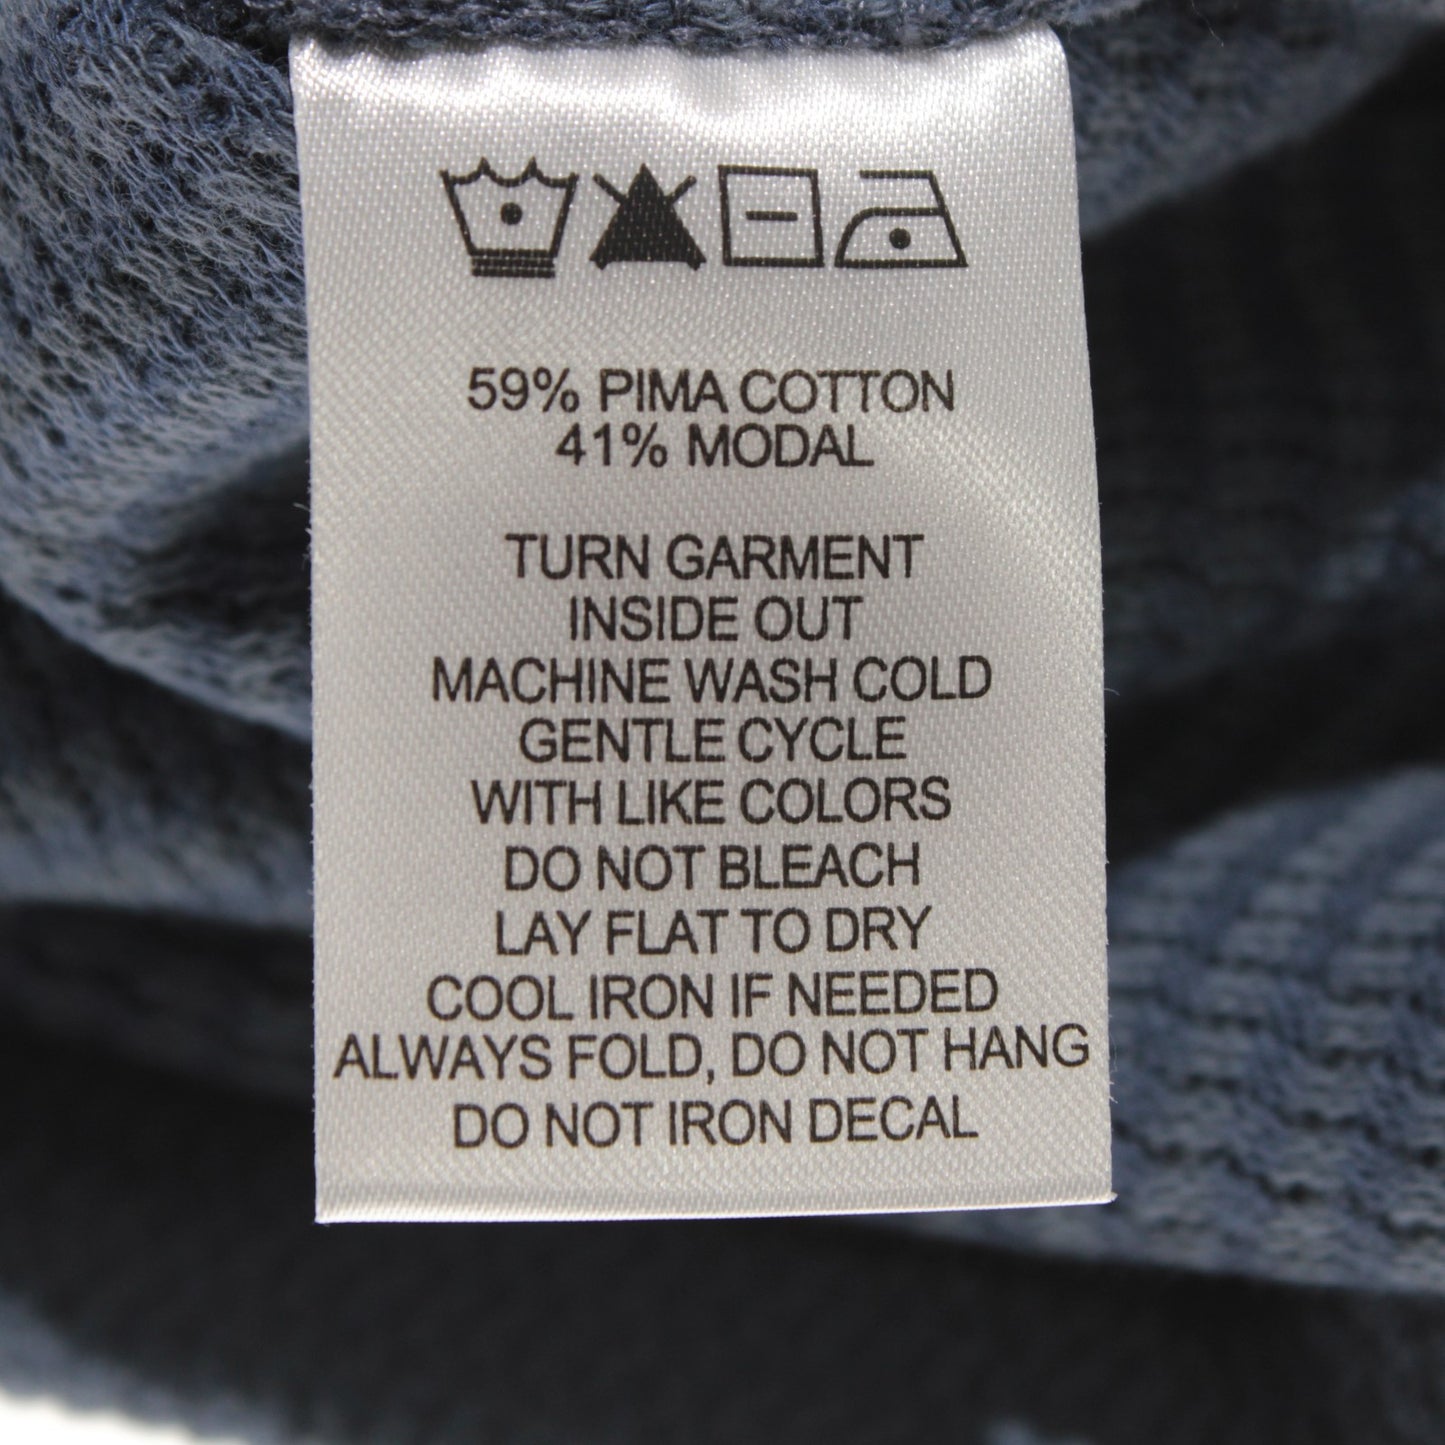 59% PIMA COTTON
41% MODAL
TURN GARMENT
INSIDE OUT
MACHINE WASH COLD
GENTLE CYCLE
WITH LIKE COLORS
DO NOT BLEACH
LAY FLAT TO DRY
COOL IRON IF NEEDED
ALWAYS FOLD, DO NOT HANG
DO NOT IRON DECAL